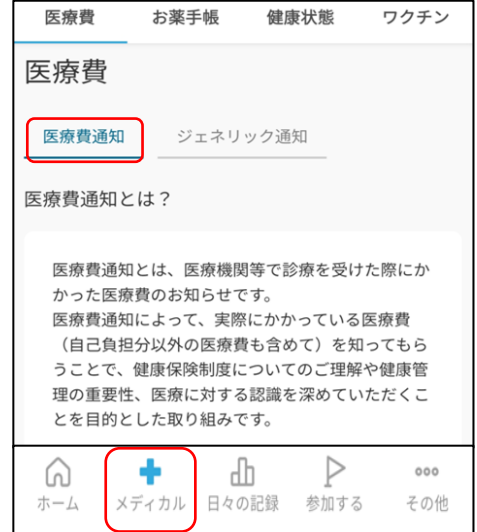 医療費 お薬手帳 健康状態 ワクチン
医療費
医療費通知 ジェネリック通知
医療費通知とは？
医療費通知とは、医療機関等で診療を受けた際にか
かった医療費のお知らせです。
医療費通知によって、実際にかかっている医療費
（自己負担分以外の医療費も含めて）を知ってもら
うことで、健康保険制度についてのご理解や健康管
理の重要性、医療に対する認識を深めていただくこ
とを目的とした取り組みです。
ホーム メディカル 日々の記録 参加する その他